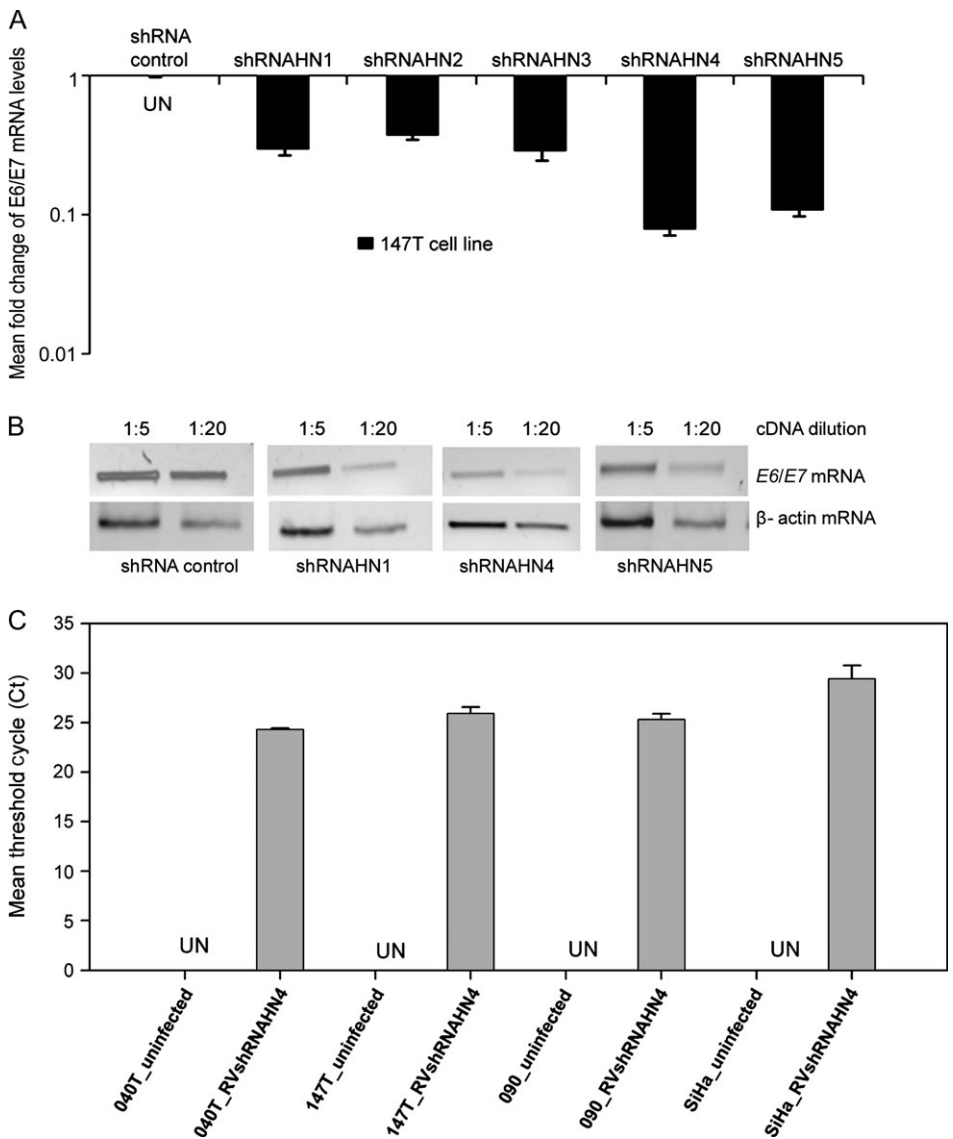 A
shRNA
control
shRNAHN1 shRNAHN2 shRNAHN3 shRNAHN4 shRNAHN5
Mean fold change of E6/E7 mRNA levels
1
0.1
0.01
UN
147T cell line
B
1:5 1:20 1:5 1:20 1:5 1:20 1:5 1:20 cDNA dilution
E6/E7 mRNA
β- actin mRNA
shRNA control shRNAHN1 shRNAHN4 shRNAHN5
C
Mean threshold cycle (Ct)
35
30
25
20
15
10
5
0
UN UN UN UN
040T_uninfected
040T_RVshRNAHN4
147T_uninfected
147T_RVshRNAHN4
090_uninfected
090_RVshRNAHN4
SiHa_uninfected
SiHa_RVshRNAHN4